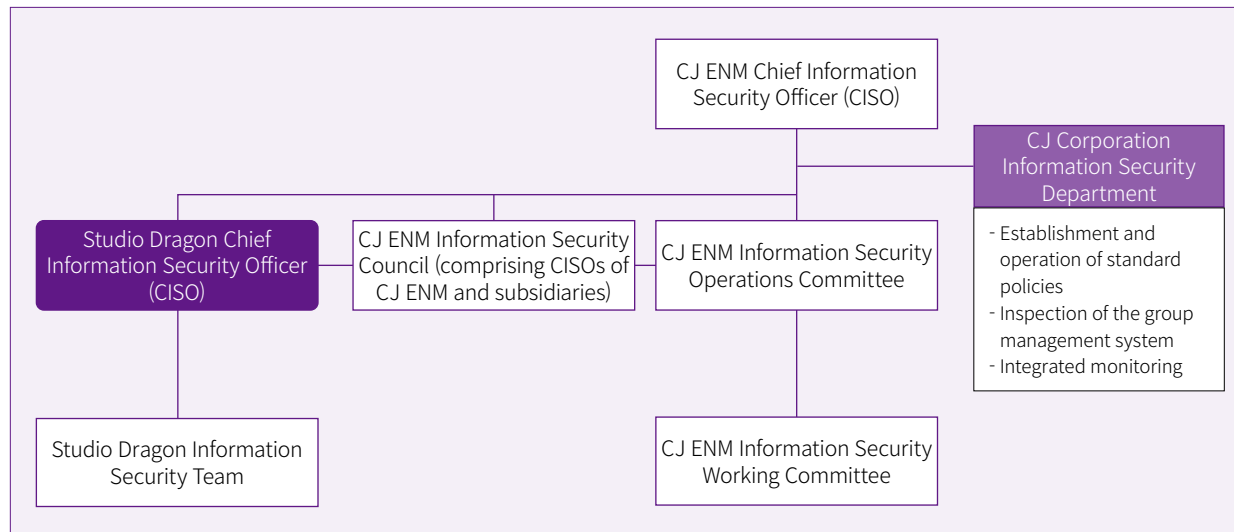 CJ ENM Chief Information
Security Officer (CISO)
CJ Corporation
Information Security
Department
- Establishment and
operation of standard
policies
- Inspection of the group
management system
- Integrated monitoring
Studio Dragon Chief
Information Security Officer
(CISO)
CJ ENM Information Security
Council (comprising CISOs of
CJ ENM and subsidiaries)
CJ ENM Information Security
Operations Committee
Studio Dragon Information
Security Team
CJ ENM Information Security
Working Committee